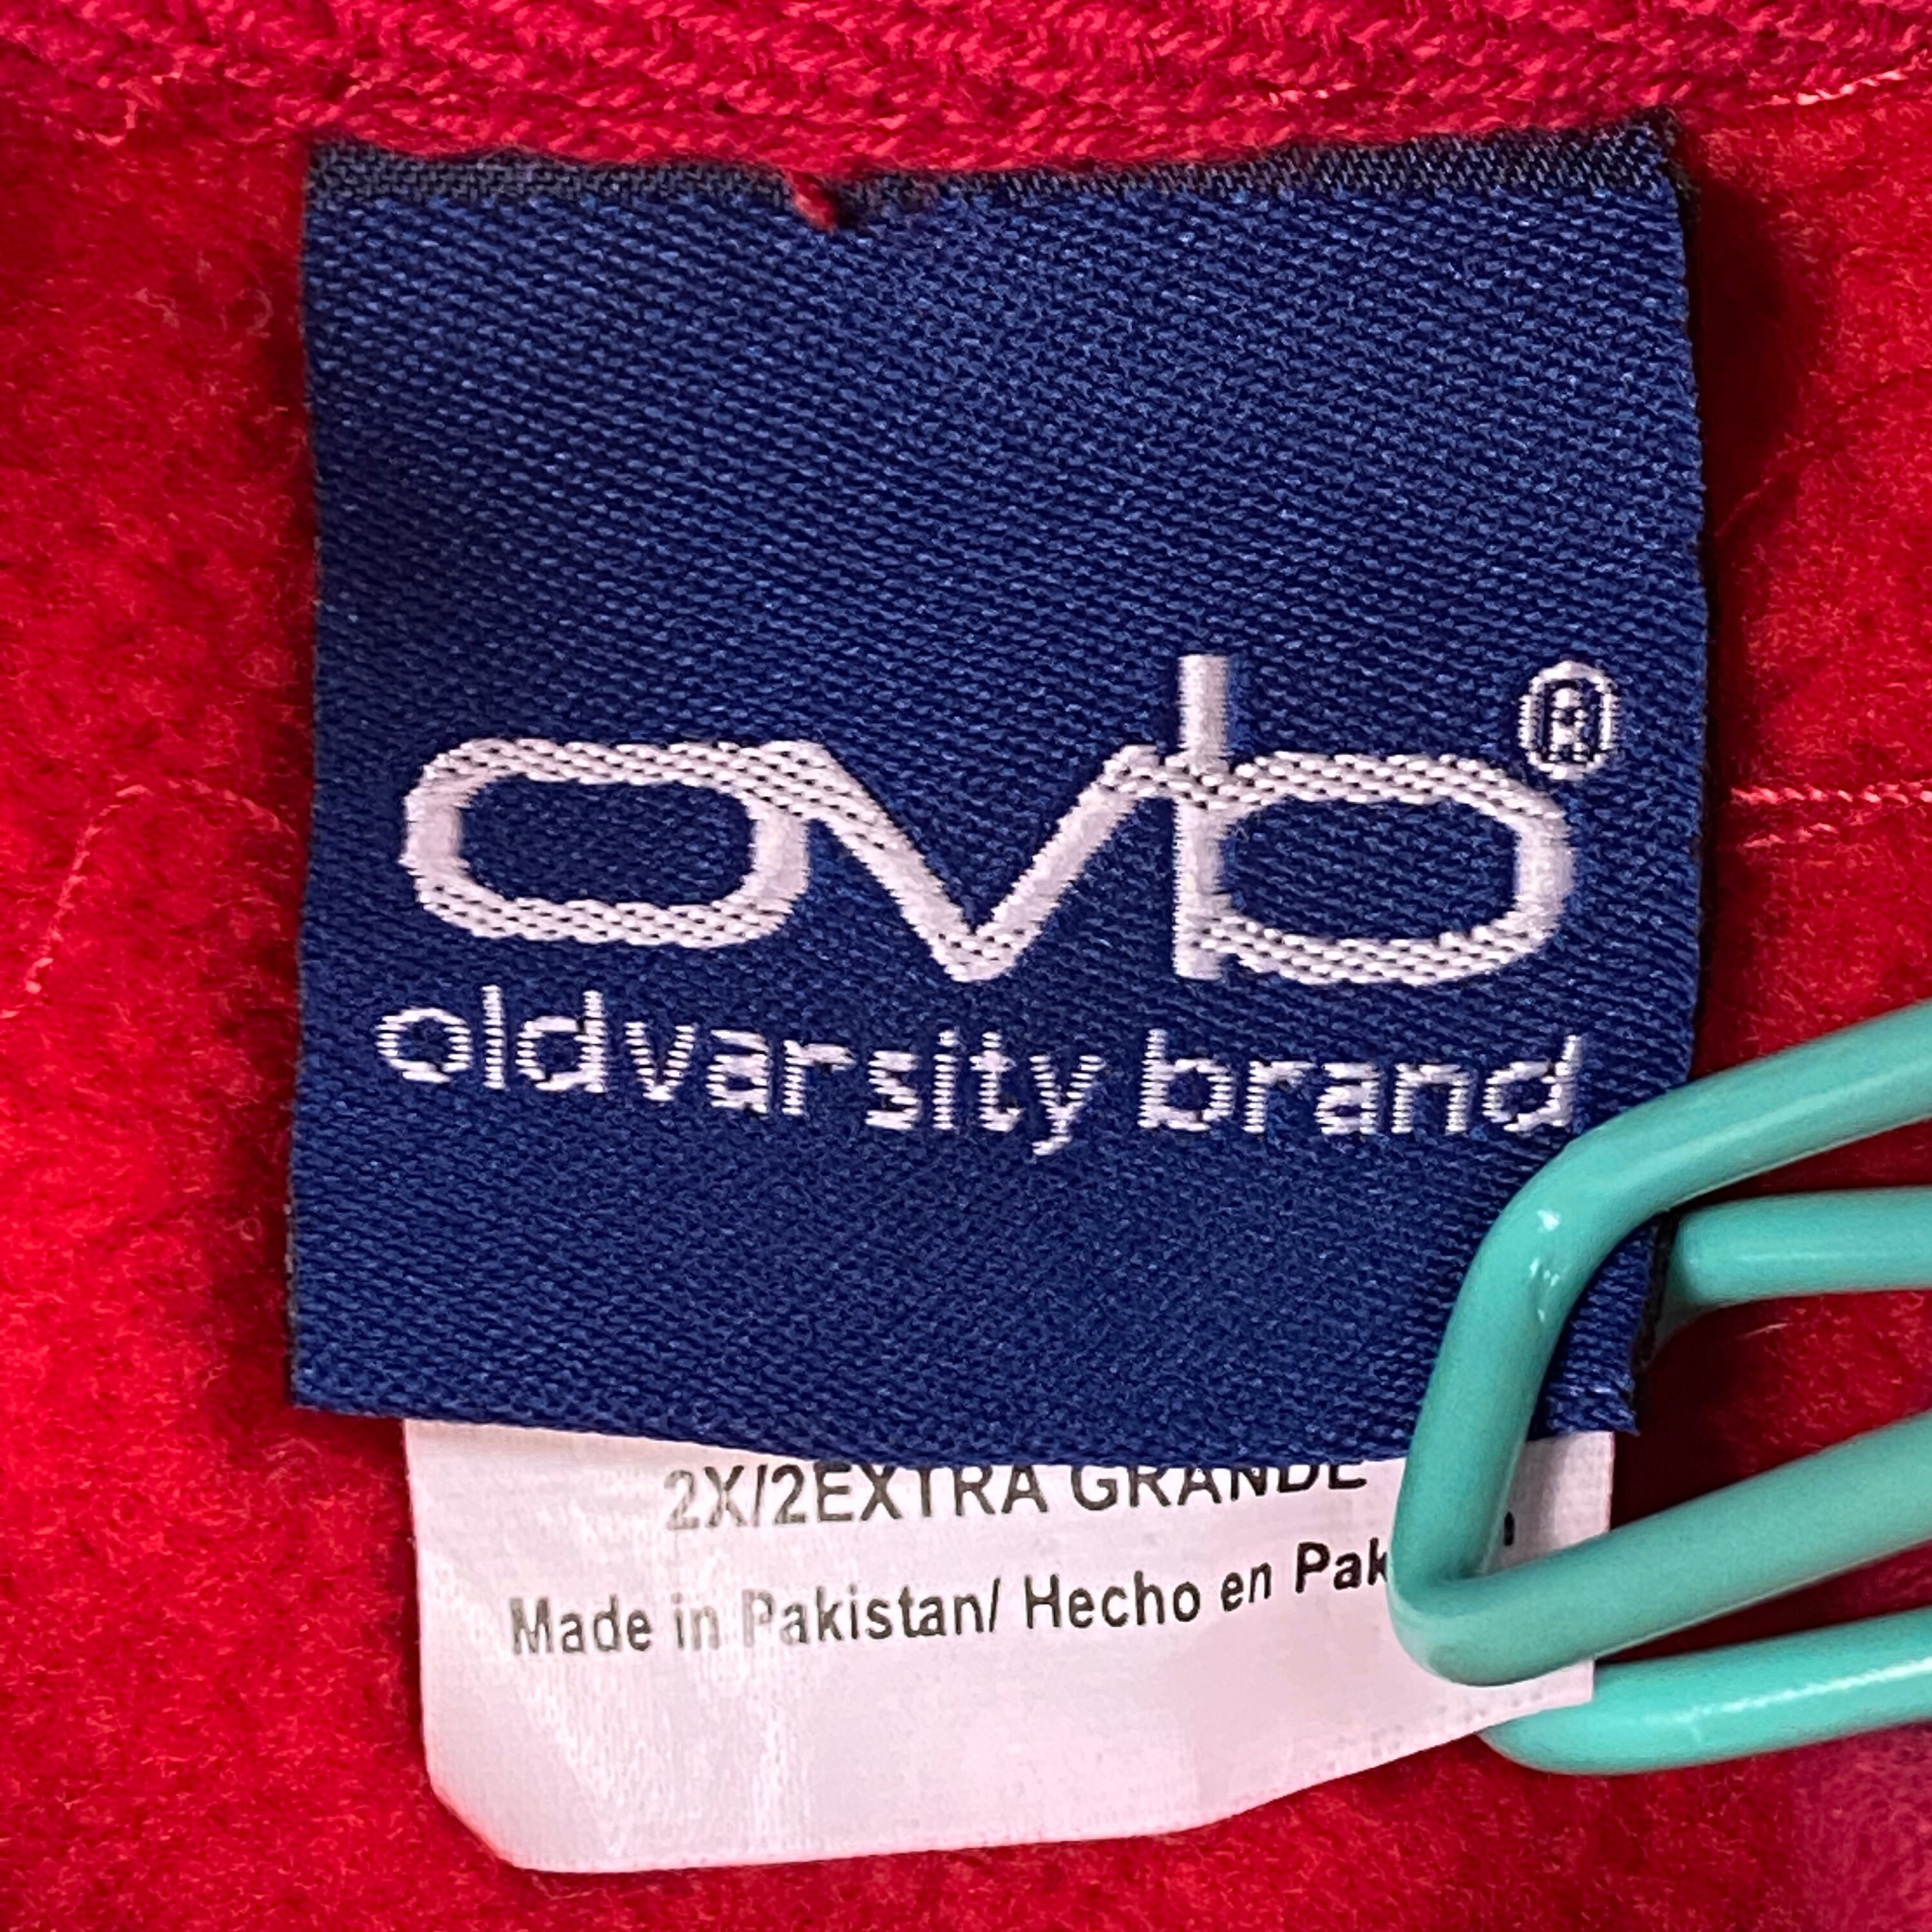 ovb®
oldvarsity brand
2X/2EXTRA GRANDE
Made in Pakistan/ Hecho en